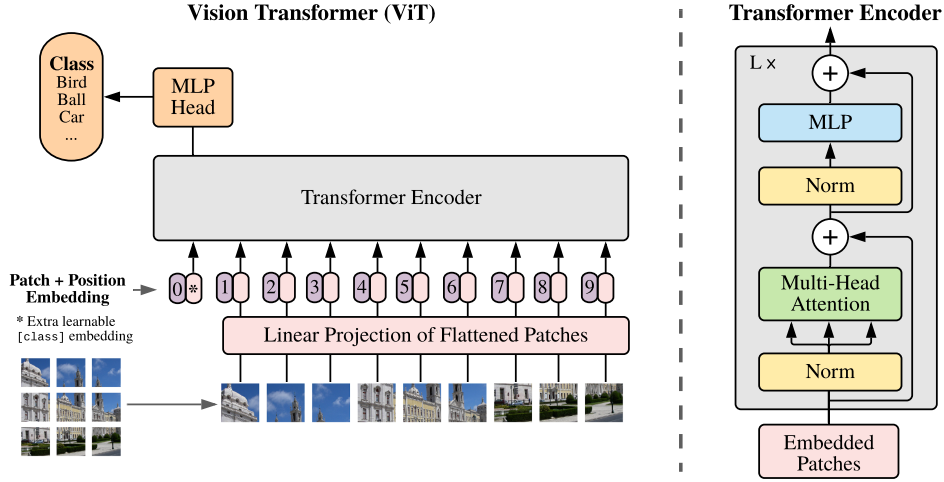 Vision Transformer (ViT)
Class
Bird
Ball
Car
...
MLP
Head
Transformer Encoder
Patch + Position
Embedding
0 * 1 2 3 4 5 6 7 8 9
* Extra learnable
[class] embedding
Linear Projection of Flattened Patches
Transformer Encoder
L ×
+
MLP
Norm
+
Multi-Head
Attention
Norm
Embedded
Patches